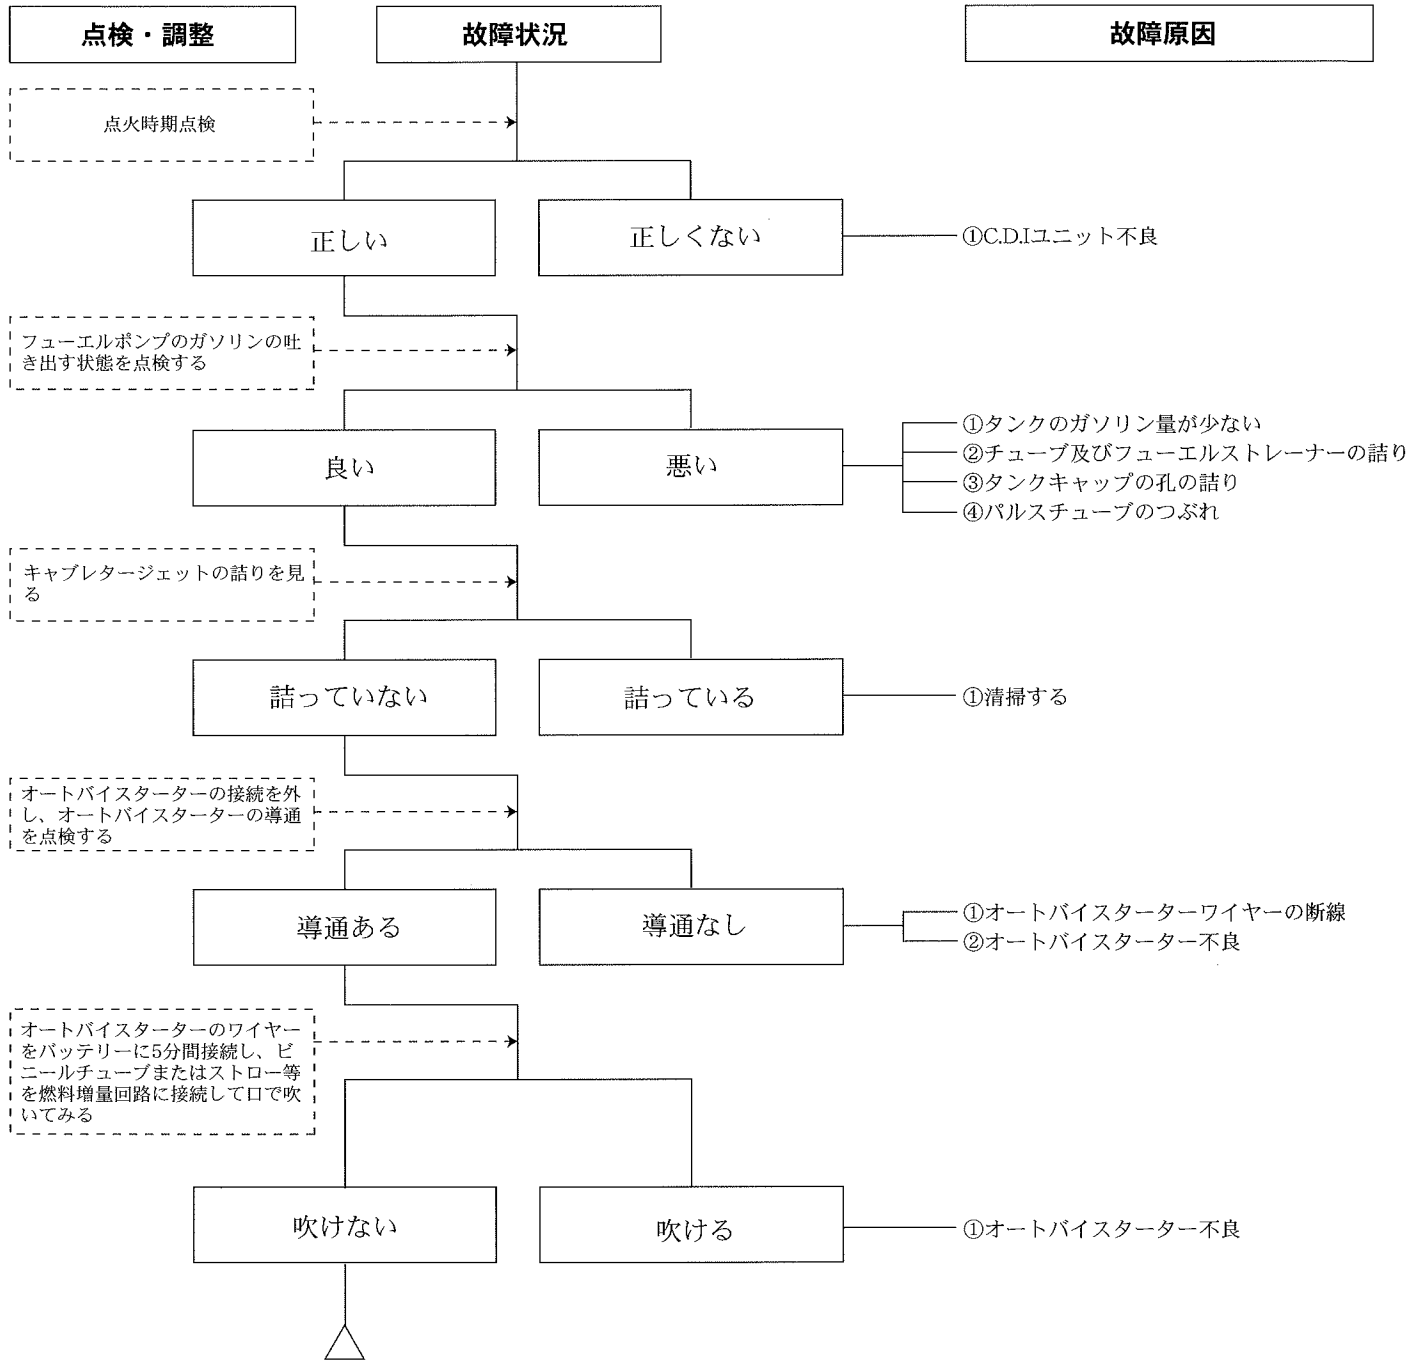 点検・調整
故障状況
故障原因
点火時期点検
正しい
正しくない
①C.D.Iユニット不良
フューエルポンプのガソリンの吐
き出す状態を点検する
良い
悪い
①タンクのガソリン量が少ない
②チューブ及びフューエルストレーナーの詰り
③タンクキャップの孔の詰り
④パルスチューブのつぶれ
キャブレタージェットの詰りを見
る
詰っていない
詰っている
①清掃する
オートバイスターターの接続を外
し、オートバイスターターの導通
を点検する
導通ある
導通なし
①オートバイスターターワイヤーの断線
②オートバイスターター不良
オートバイスターターのワイヤー
をバッテリーに5分間接続し、ビ
ニールチューブまたはストロー等
を燃料増量回路に接続して口で吹
いてみる
吹けない
吹ける
①オートバイスターター不良